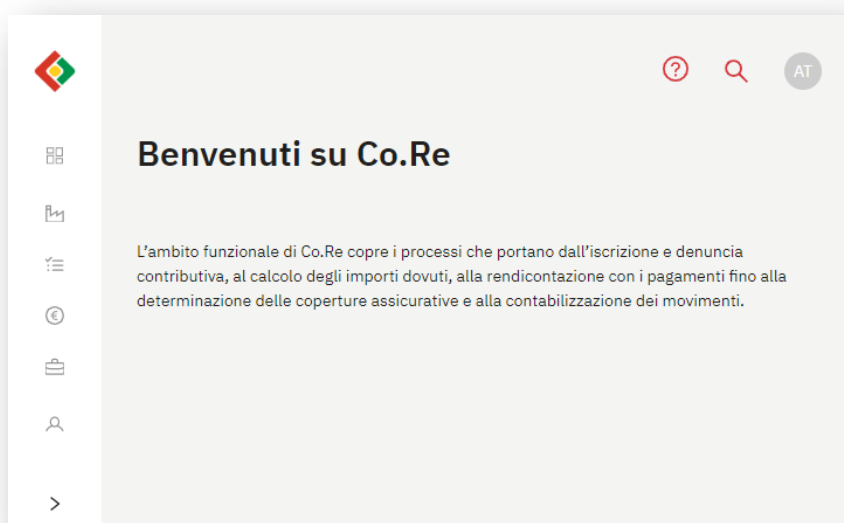 AT
Benvenuti su Co.Re
L’ambito funzionale di Co.Re copre i processi che portano dall’iscrizione e denuncia
contributiva, al calcolo degli importi dovuti, alla rendicontazione con i pagamenti fino alla
determinazione delle coperture assicurative e alla contabilizzazione dei movimenti.